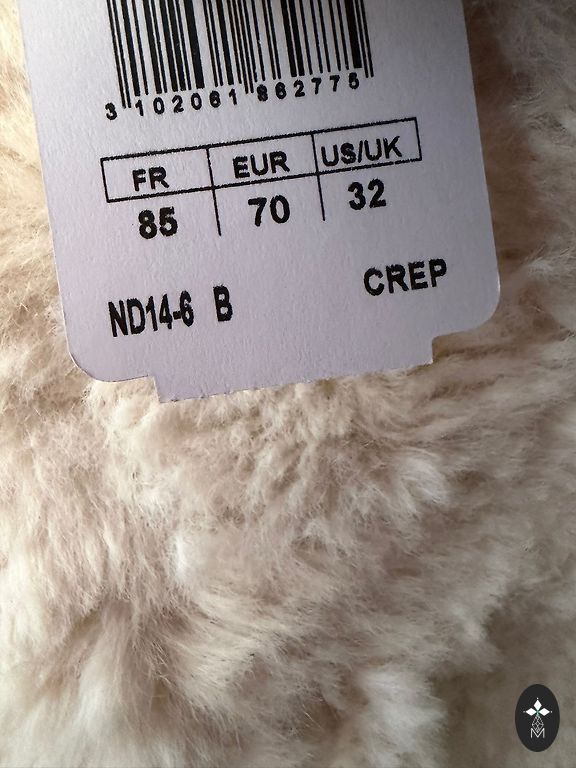 3 102061 862775
FR EUR US/UK
85 70 32
ND14-6 B CREP
M